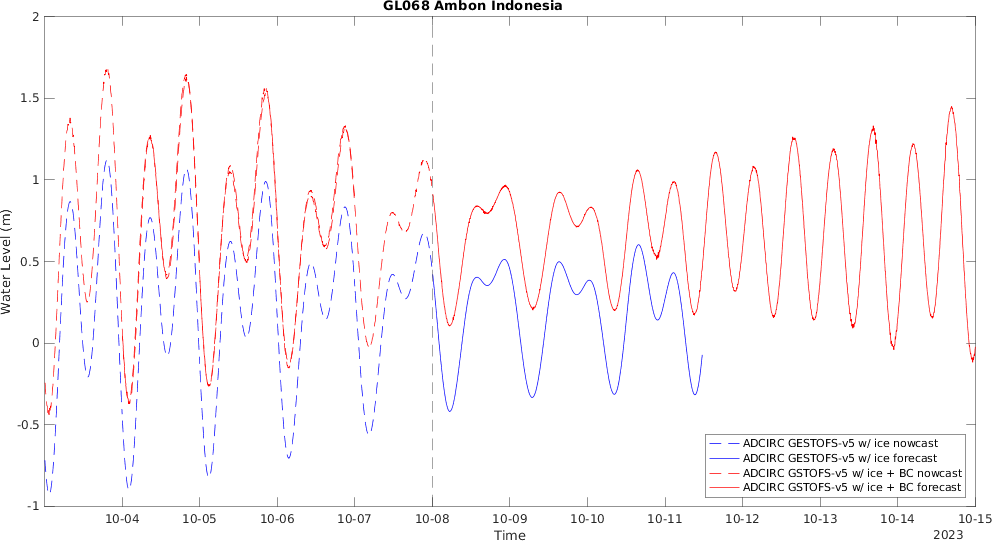 GL068 Ambon Indonesia
2
1.5
1
0.5
0
-0.5
-1
Water Level (m)
10-04 10-05 10-06 10-07 10-08 10-09 10-10 10-11 10-12 10-13 10-14 10-15
Time
2023
ADCIRC GESTOFS-v5 w/ ice nowcast
ADCIRC GESTOFS-v5 w/ ice forecast
ADCIRC GSTOFS-v5 w/ ice + BC nowcast
ADCIRC GSTOFS-v5 w/ ice + BC forecast